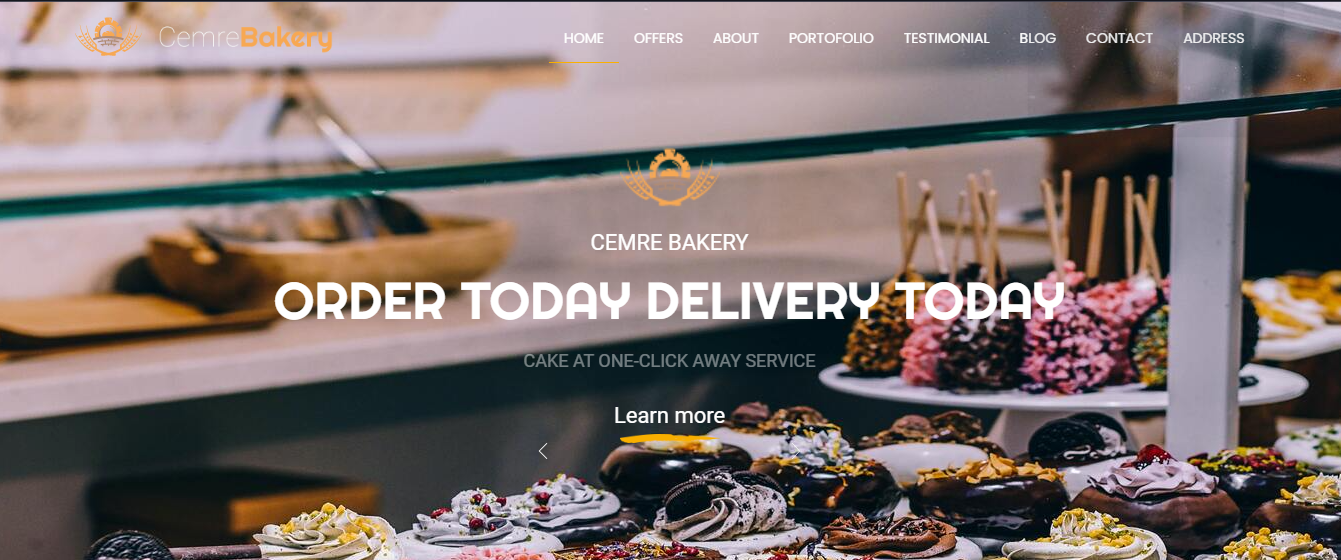 CemreBakery
HOME OFFERS ABOUT PORTOFOLIO TESTIMONIAL BLOG CONTACT ADDRESS
CEMRE BAKERY
ORDER TODAY DELIVERY TODAY
CAKE AT ONE-CLICK AWAY SERVICE
Learn more